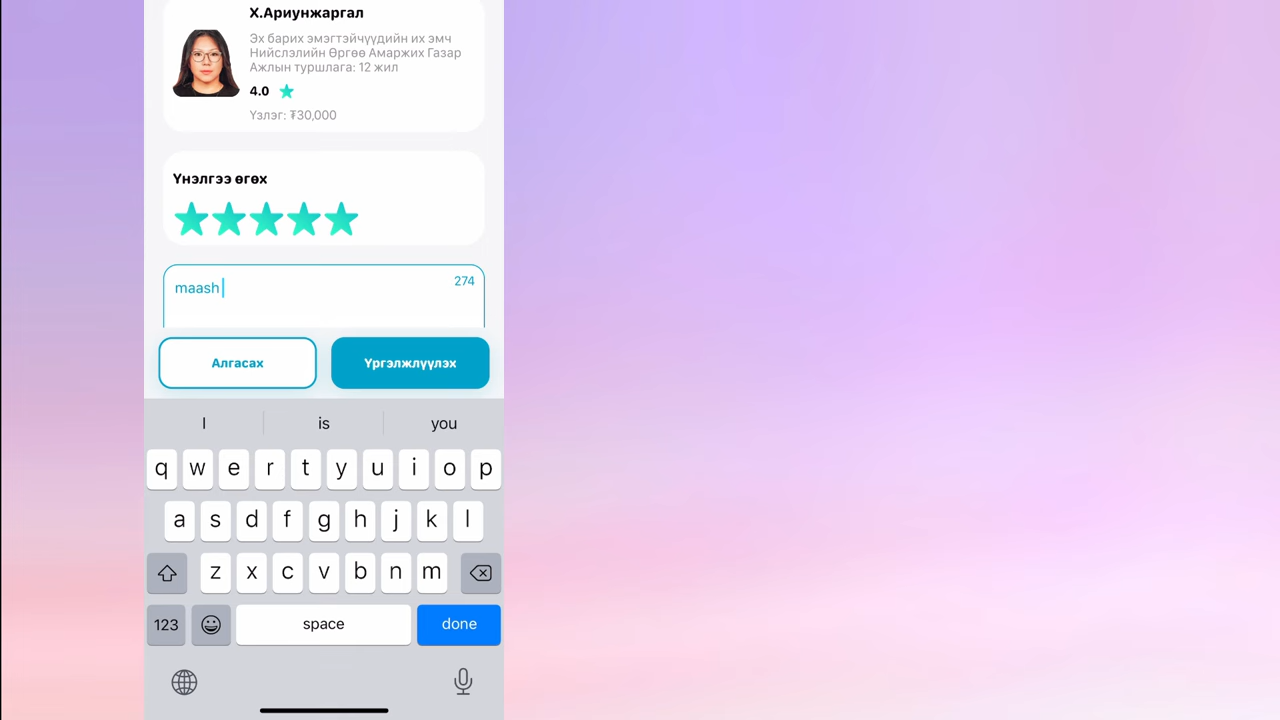 Х.Ариунжаргал
Эх барих эмэгтэйчүүдийн их эмч
Нийслэлийн Өргөө Амаржих Газар
Ажлын туршлага: 12 жил
4.0
Үзлэг: ₮30,000
Үнэлгээ өгөх
274
maash
Алгасах
Үргэлжлүүлэх
I is you
q w e r t y u i o p
a s d f g h j k l
z x c v b n m
123 space done